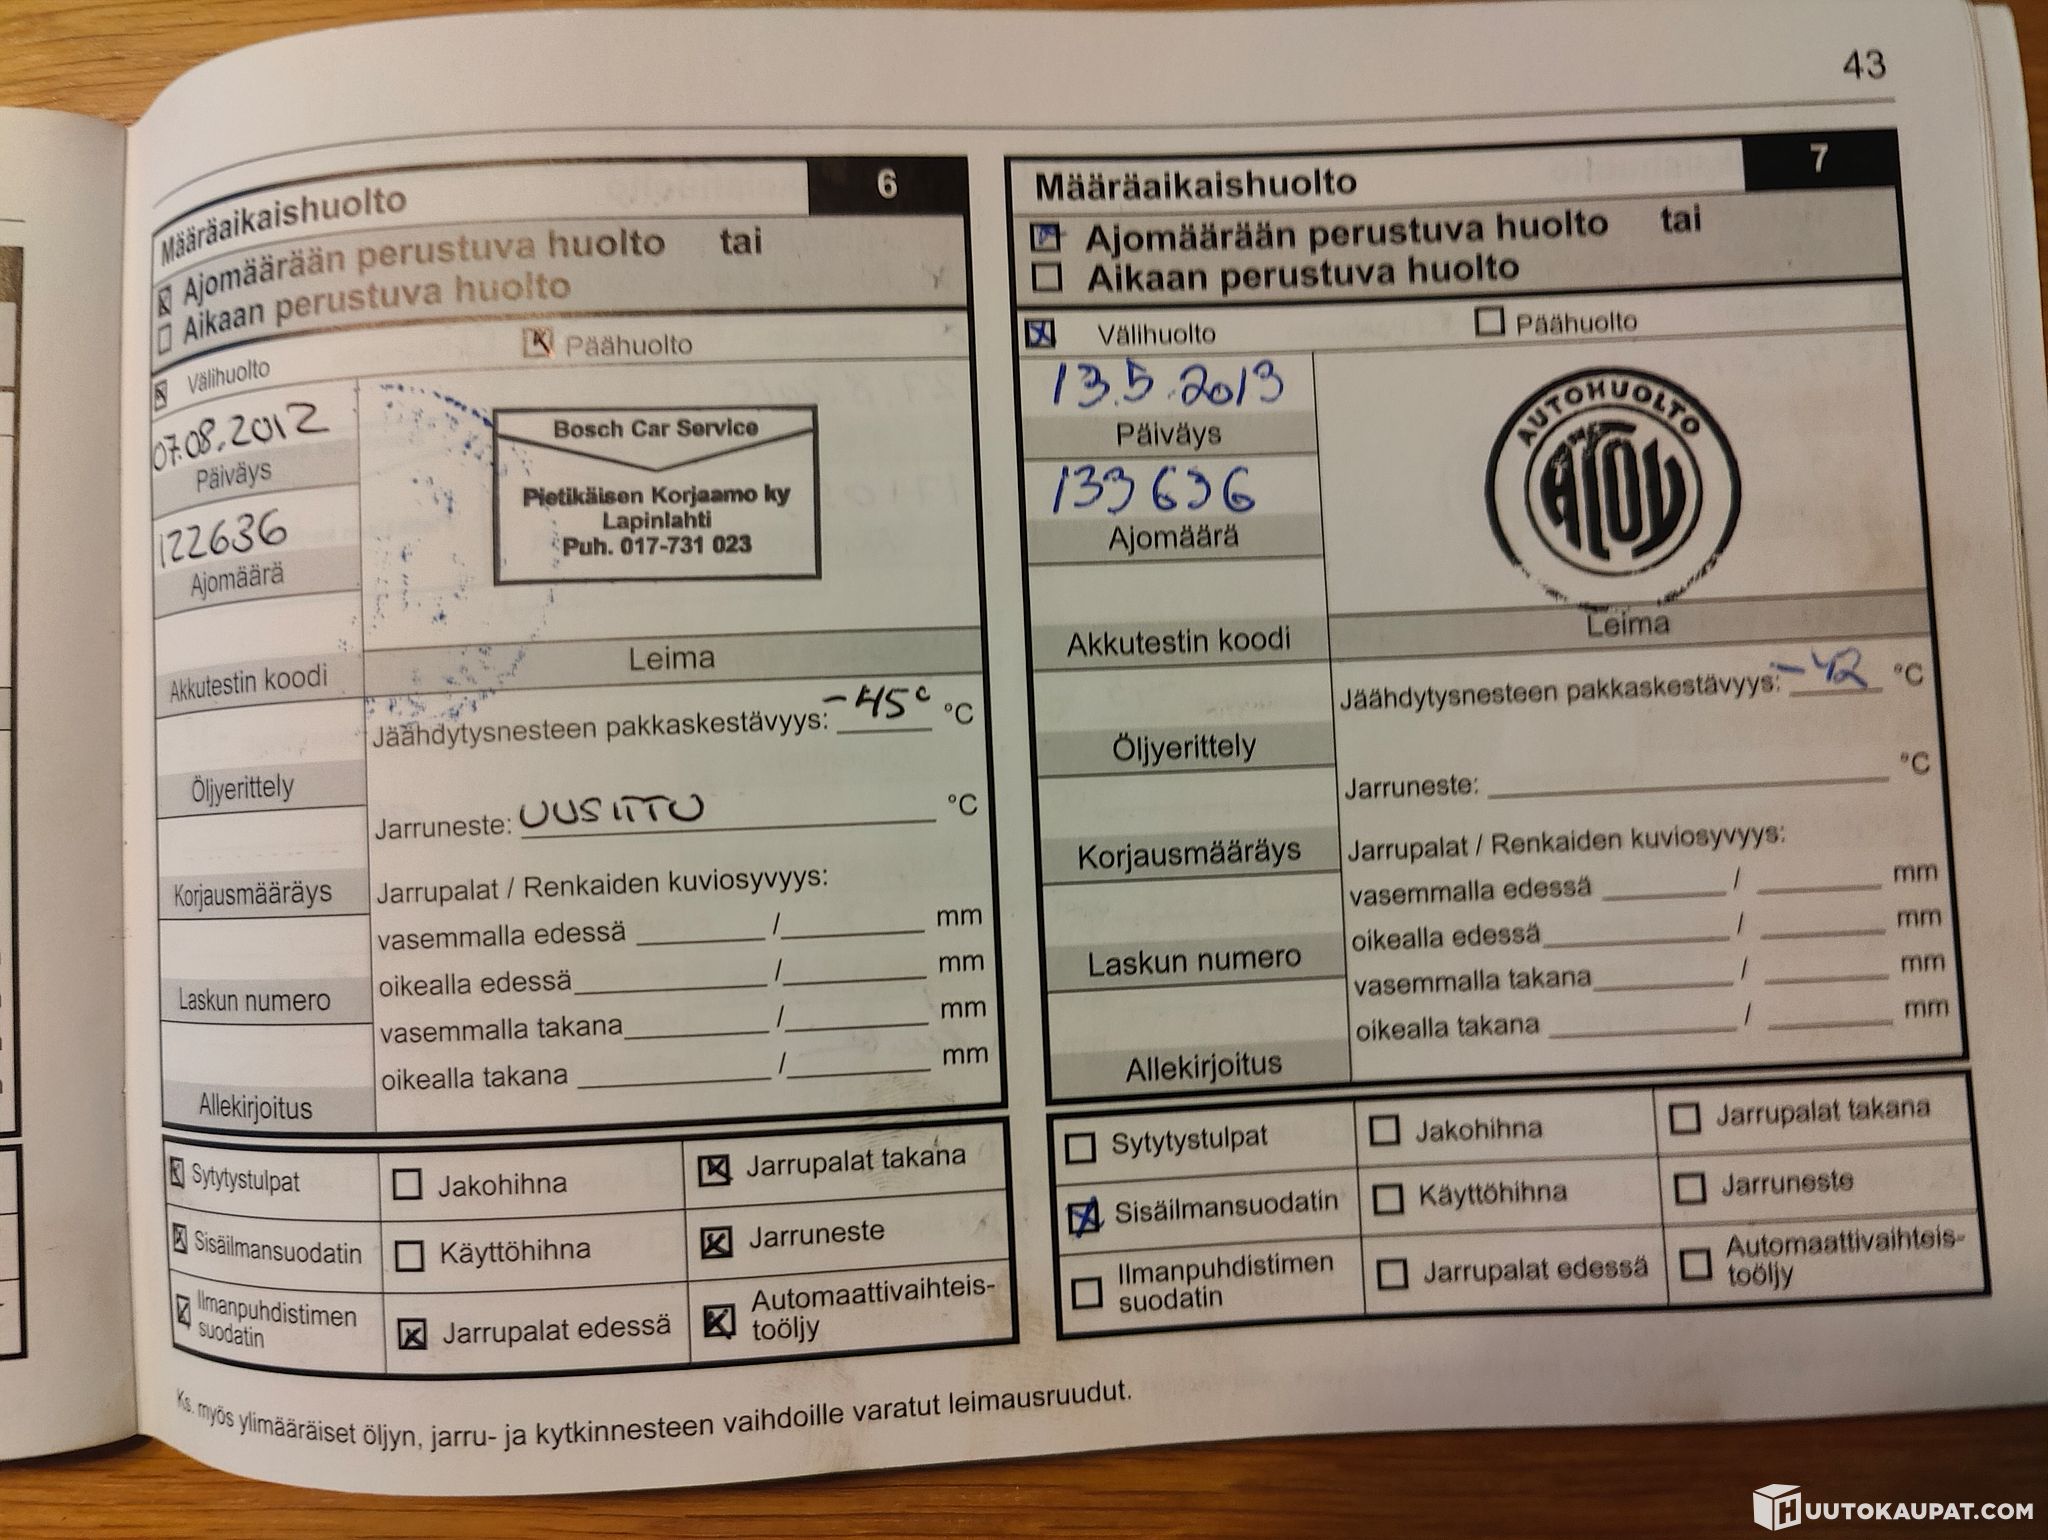 43
Määräaikaishuolto 6
Ajomäärään perustuva huolto tai
Aikaan perustuva huolto
Välihuolto Päähuolto
07.08.2012
Päiväys
122636
Ajomäärä
Akkutestin koodi
Öljyerittely
Korjausmääräys
Laskun numero
Allekirjoitus
Bosch Car Service
Pietikäisen Korjaamo ky
Lapinlahti
Puh. 017-731 023
Leima
Jäähdytysnesteen pakkaskestävyys: -45° °C
Jarruneste: UUSITTU °C
Jarrupalat / Renkaiden kuviosyvyys:
vasemmalla edessä / mm
oikealla edessä / mm
vasemmalla takana / mm
oikealla takana / mm
Sytytystulpat Jakohihna Jarrupalat takana
Sisäilmansuodatin Käyttöhihna Jarruneste
Ilmanpuhdistimen
suodatin
Jarrupalat edessä
Automaattivaihteis-
toöljy
Määräaikaishuolto 7
Ajomäärään perustuva huolto tai
Aikaan perustuva huolto
Välihuolto Päähuolto
13.5.2013
Päiväys
133636
Ajomäärä
Akkutestin koodi
Öljyerittely
Korjausmääräys
Laskun numero
Allekirjoitus
AUTOHUOLTO
ATOY
Leima
Jäähdytysnesteen pakkaskestävyys: -42 °C
Jarruneste: °C
Jarrupalat / Renkaiden kuviosyvyys:
vasemmalla edessä / mm
oikealla edessä / mm
vasemmalla takana / mm
oikealla takana / mm
Sytytystulpat Jakohihna Jarrupalat takana
Sisäilmansuodatin Käyttöhihna Jarruneste
Ilmanpuhdistimen
suodatin
Jarrupalat edessä
Automaattivaihteis-
toöljy
Ks. myös ylimääräiset öljyn, jarru- ja kytkinnesteen vaihdoille varatut leimausruudut.
HUUTOKAUPAT.COM